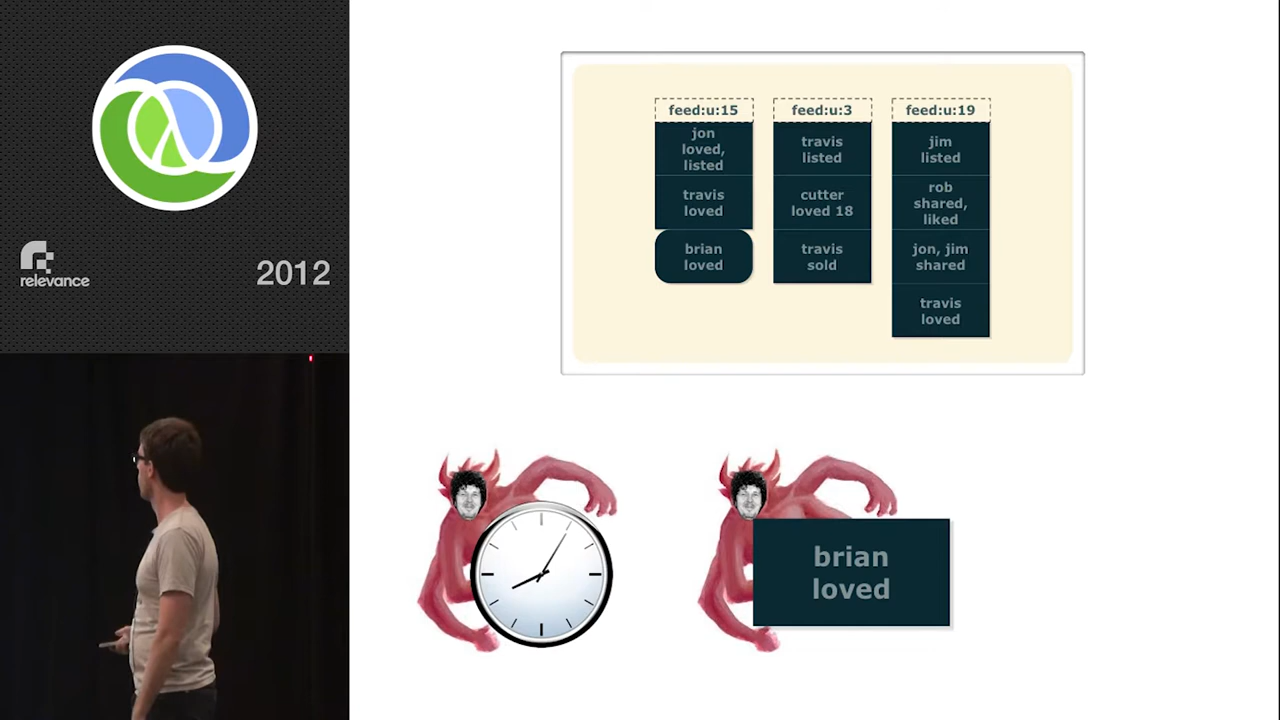 relevance
2012
feed:u:15
jon
loved,
listed
travis
loved
brian
loved
feed:u:3
travis
listed
cutter
loved 18
travis
sold
feed:u:19
jim
listed
rob
shared,
liked
jon, jim
shared
travis
loved
brian
loved